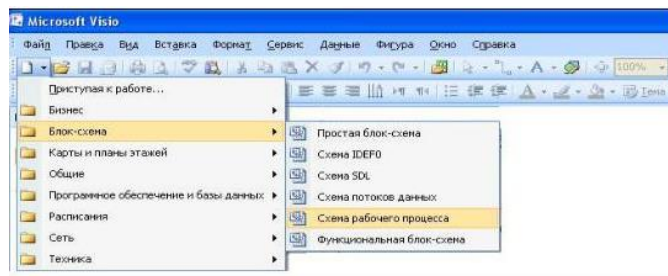 Microsoft Visio
Файл Правка Вид Вставка Формат Сервис Данные Фигура Окно Справка
100%
Приступая к работе...
Тема
Бизнес
Блок-схема
Карты и планы этажей
Общие
Программное обеспечение и базы данных
Расписания
Сеть
Техника
Простая блок-схема
Схема IDEF0
Схема SDL
Схема потоков данных
Схема рабочего процесса
Функциональная блок-схема